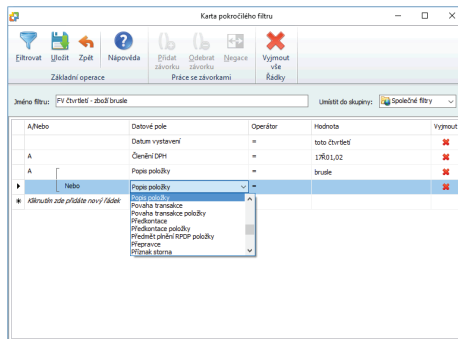 Karta pokročilého filtru
Filtrovat Uložit Zpět Nápověda Přidat závorku Odebrat závorku Negace Vyjmout vše
Základní operace Práce se závorkami Řádky
Jméno filtru: FV čtvrtletí - zboží brusle Umístit do skupiny: Společné filtry
A/Nebo Datové pole Operátor Hodnota Vyjmout
Datum vystavení = toto čtvrtletí
A Členění DPH = 17Ř01,02
A Popis položky = brusle
Nebo Popis položky =
Kliknutím zde přidáte nový řádek
Popis položky
Povaha transakce
Povaha transakce položky
Předkontace
Předkontace položky
Předmět plnění RPDP položky
Přepravce
Příznak storna